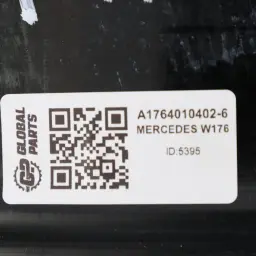 GLOBAL
PARTS
A1764010402-6
MERCEDES W176
ID:5395